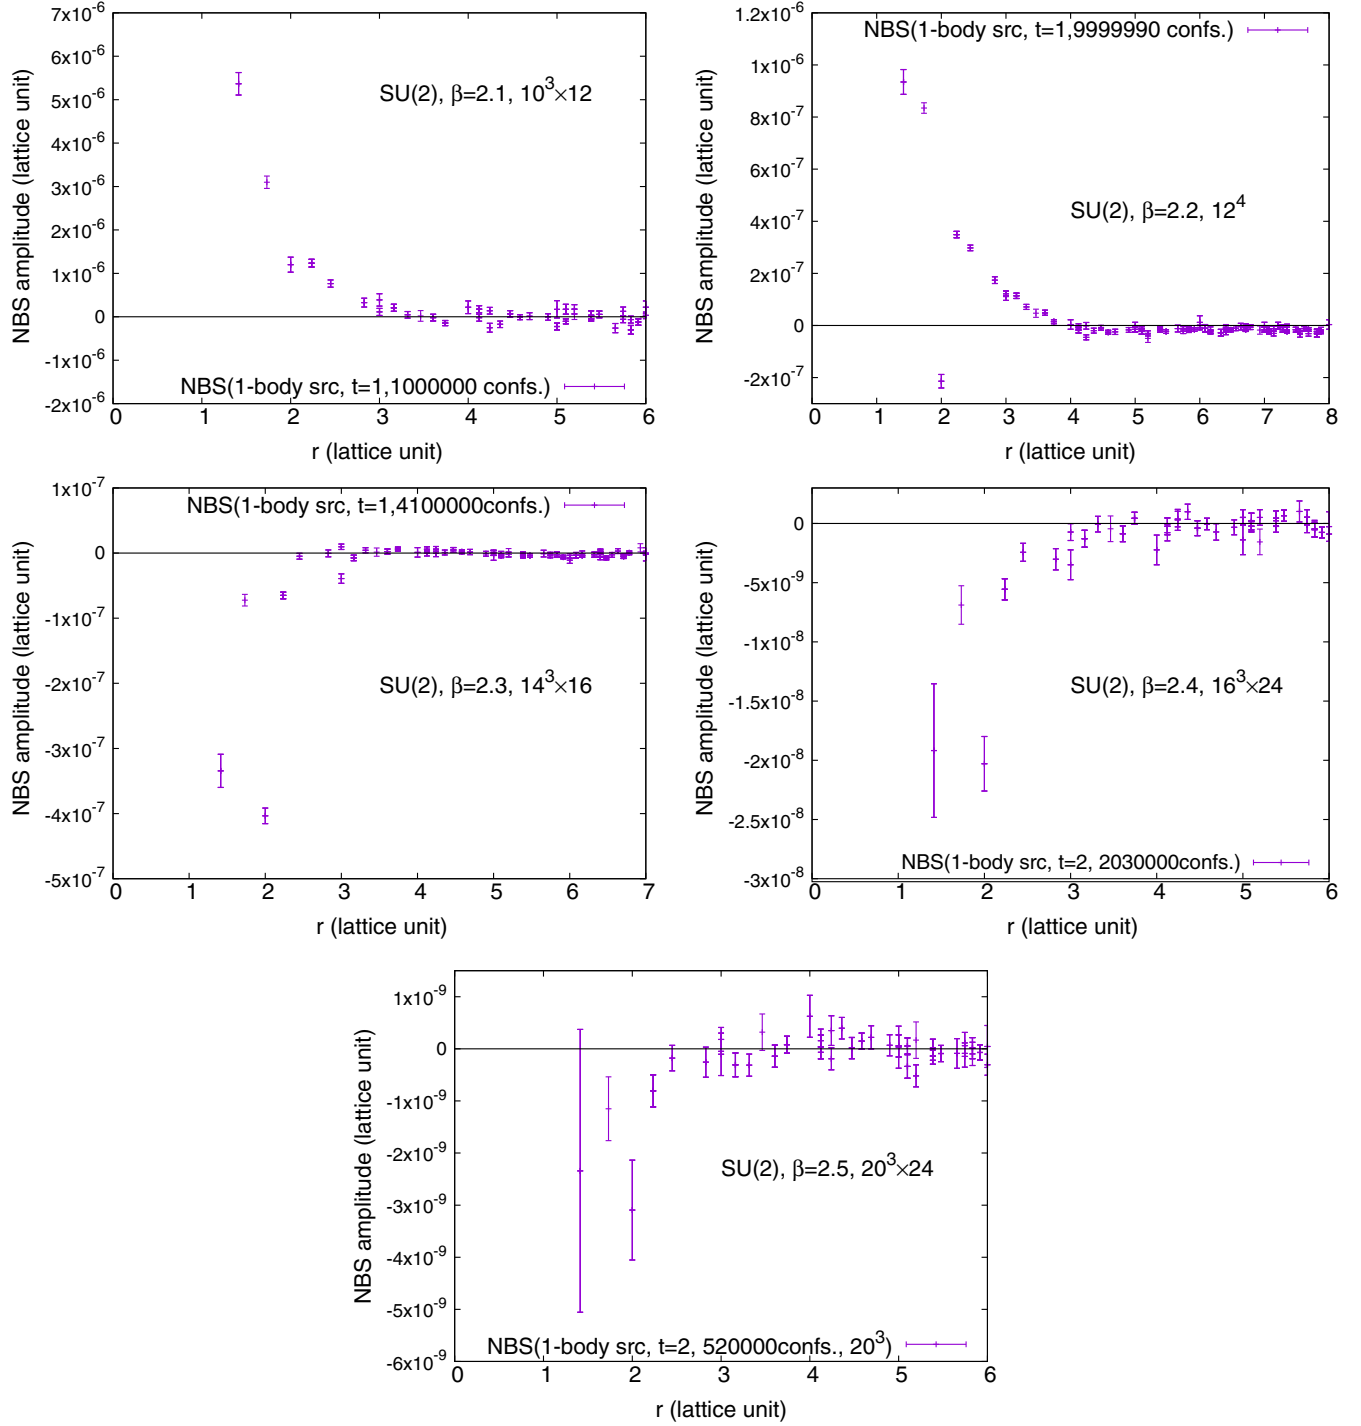 7x10-6
6x10-6
5x10-6
4x10-6
3x10-6
2x10-6
1x10-6
0
-1x10-6
-2x10-6
NBS amplitude (lattice unit)
SU(2), β=2.1, 10³×12
NBS(1-body src, t=1,1000000 confs.)
0 1 2 3 4 5 6
r (lattice unit)
1.2x10-6
1x10-6
8x10-7
6x10-7
4x10-7
2x10-7
0
-2x10-7
NBS amplitude (lattice unit)
NBS(1-body src, t=1,9999990 confs.)
SU(2), β=2.2, 12⁴
0 1 2 3 4 5 6 7 8
r (lattice unit)
1x10-7
0
-1x10-7
-2x10-7
-3x10-7
-4x10-7
-5x10-7
NBS amplitude (lattice unit)
NBS(1-body src, t=1,4100000confs.)
SU(2), β=2.3, 14³×16
0 1 2 3 4 5 6 7
r (lattice unit)
0
-5x10-9
-1x10-8
-1.5x10-8
-2x10-8
-2.5x10-8
-3x10-8
NBS amplitude (lattice unit)
SU(2), β=2.4, 16³×24
NBS(1-body src, t=2, 2030000confs.)
0 1 2 3 4 5 6
r (lattice unit)
1x10-9
0
-1x10-9
-2x10-9
-3x10-9
-4x10-9
-5x10-9
-6x10-9
NBS amplitude (lattice unit)
SU(2), β=2.5, 20³×24
NBS(1-body src, t=2, 520000confs., 20³)
0 1 2 3 4 5 6
r (lattice unit)